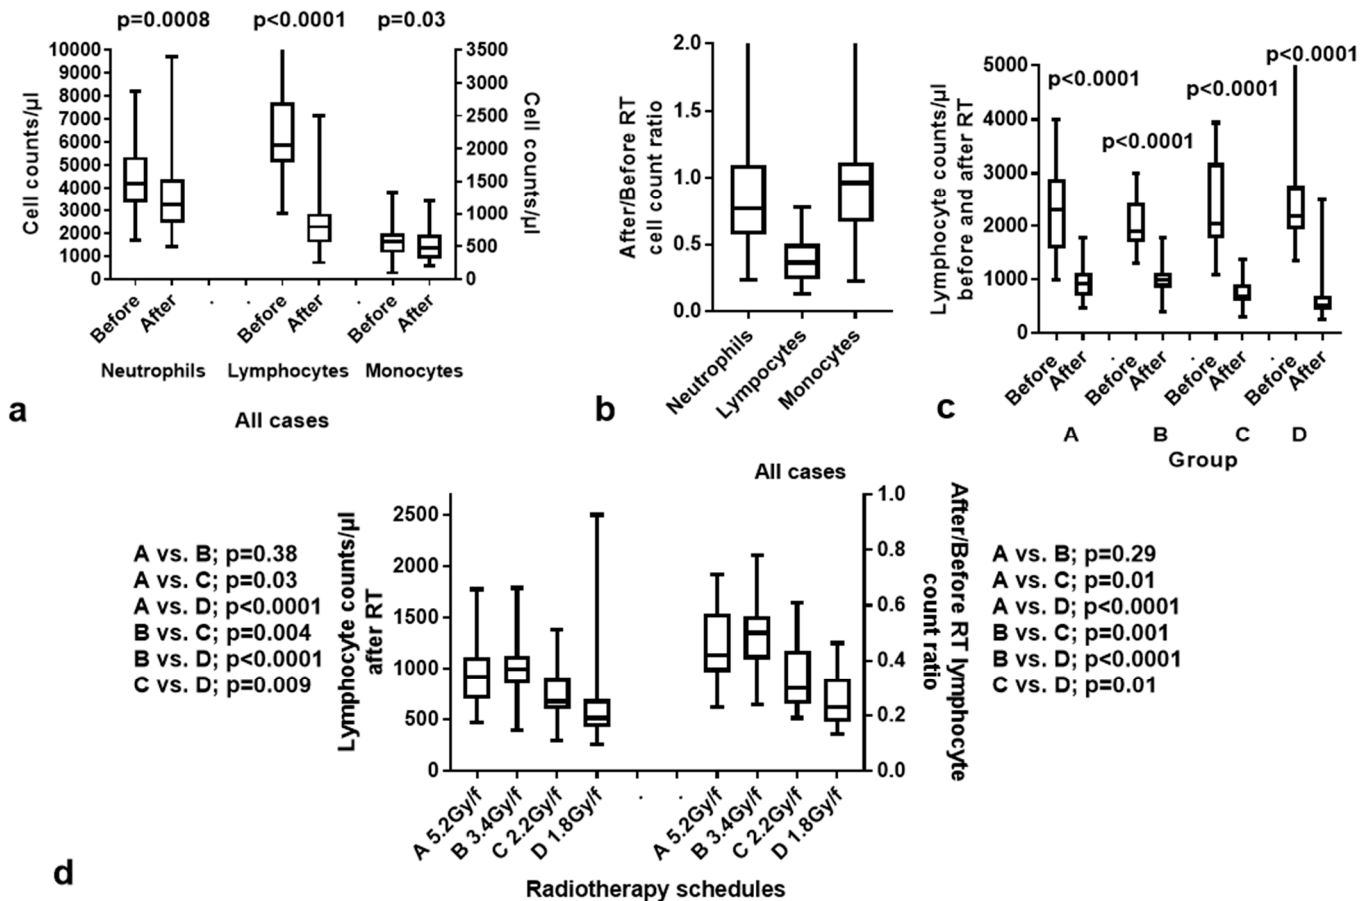 p=0.0008 p<0.0001 p=0.03
10000
9000
8000
7000
6000
5000
4000
3000
2000
1000
0
Cell counts/µl
3500
3000
2500
2000
1500
1000
500
0
Cell counts/µl
Before After . . Before After . Before After
Neutrophils Lymphocytes Monocytes
All cases
a
2.0
1.5
1.0
0.5
0.0
After/Before RT
cell count ratio
Neutrophils Lympocytes Monocytes
b
p<0.0001
p<0.0001
p<0.0001
p<0.0001
5000
4000
3000
2000
1000
0
Lymphocyte counts/µl
before and after RT
Before After . Before After . Before After . Before After
A B C D
Group
c
All cases
A vs. B; p=0.38
A vs. C; p=0.03
A vs. D; p<0.0001
B vs. C; p=0.004
B vs. D; p<0.0001
C vs. D; p=0.009
Lymphocyte counts/µl
after RT
2500
2000
1500
1000
500
0
1.0
0.8
0.6
0.4
0.2
0.0
After/Before RT lymphocyte
count ratio
A vs. B; p=0.29
A vs. C; p=0.01
A vs. D; p<0.0001
B vs. C; p=0.001
B vs. D; p<0.0001
C vs. D; p=0.01
A 5.2Gy/f B 3.4Gy/f C 2.2Gy/f D 1.8Gy/f . . A 5.2Gy/f B 3.4Gy/f C 2.2Gy/f D 1.8Gy/f
Radiotherapy schedules
d